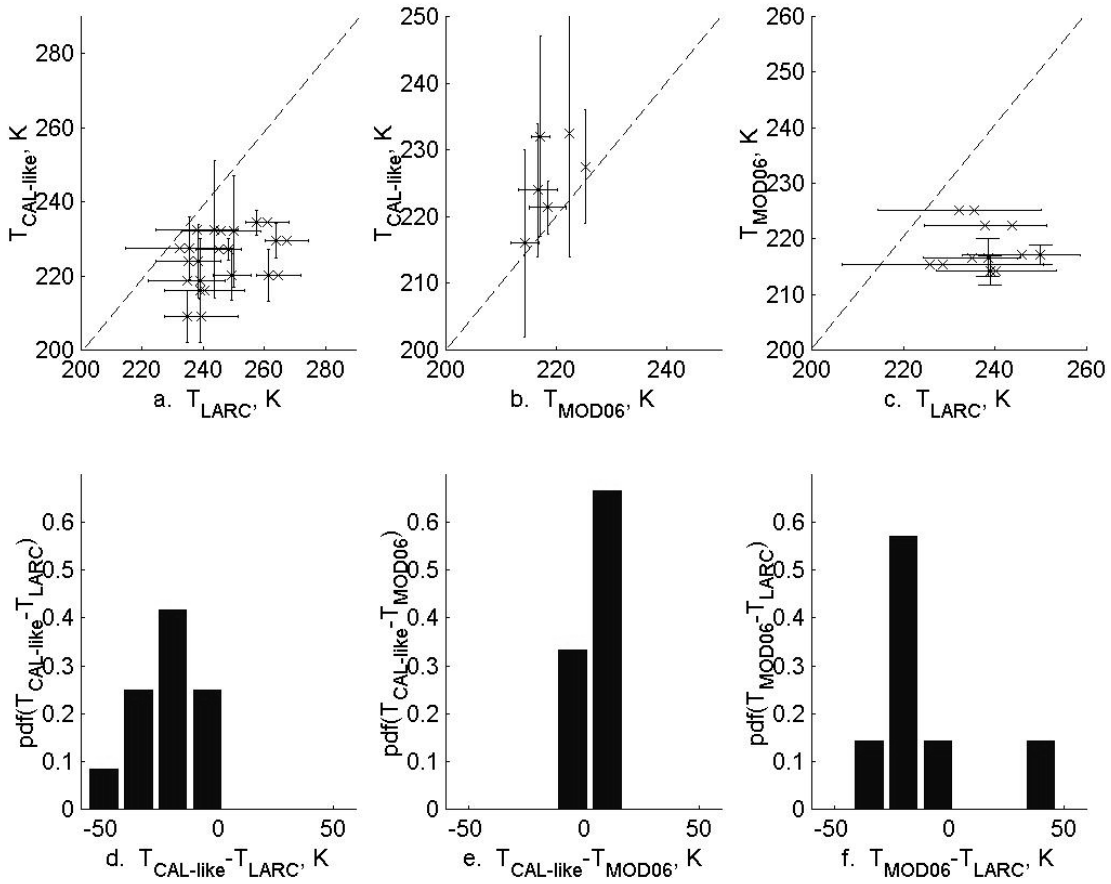 280
260
240
220
200
T_CAL-like, K
200 220 240 260 280
a. T_LARC, K
250
240
230
220
210
200
T_CAL-like, K
200 220 240
b. T_MOD06, K
260
250
240
230
220
210
200
T_MOD06, K
200 220 240 260
c. T_LARC, K
0.6
0.5
0.4
0.3
0.2
0.1
0
pdf(T_CAL-like-T_LARC)
-50 0 50
d. T_CAL-like-T_LARC, K
0.6
0.5
0.4
0.3
0.2
0.1
0
pdf(T_CAL-like-T_MOD06)
-50 0 50
e. T_CAL-like-T_MOD06, K
0.6
0.5
0.4
0.3
0.2
0.1
0
pdf(T_MOD06-T_LARC)
-50 0 50
f. T_MOD06-T_LARC, K